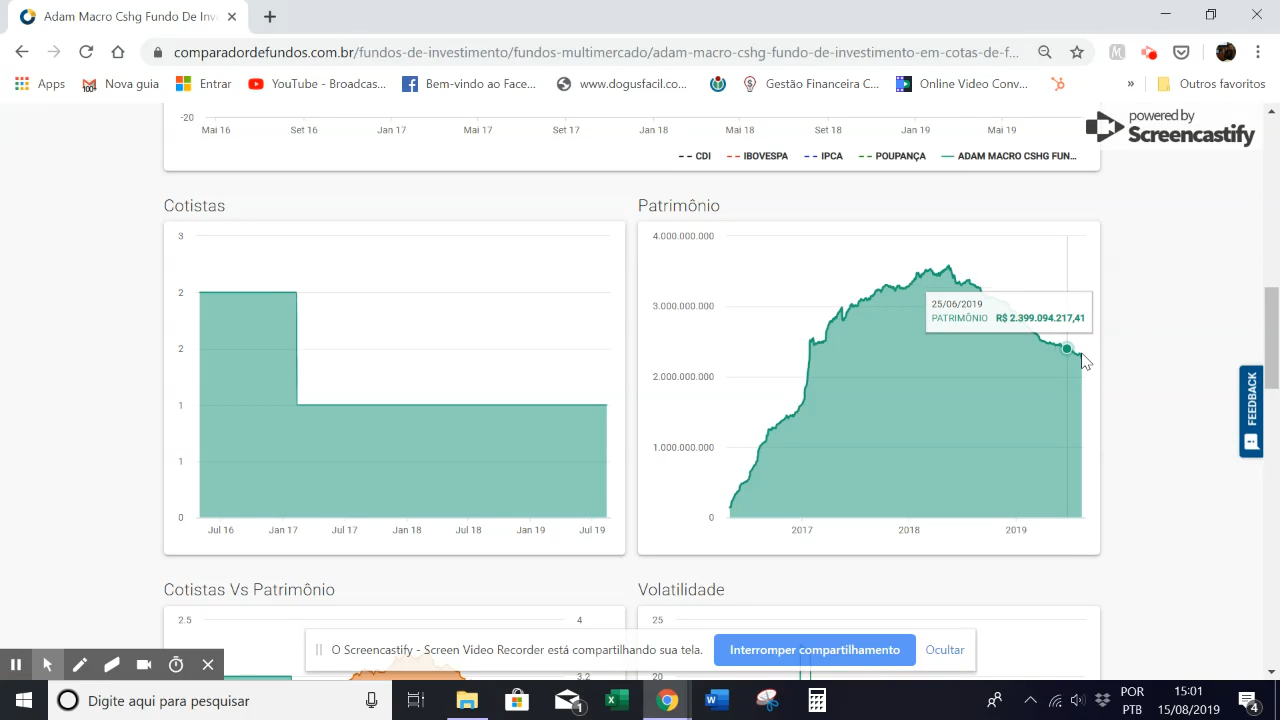 Adam Macro Cshg Fundo De Inve
comparadordefundos.com.br/fundos-de-investimento/fundos-multimercado/adam-macro-cshg-fundo-de-investimento-em-cotas-de-f...
Apps
Nova guia
Entrar
YouTube - Broadcas...
Bem-vindo ao Face...
www.dogusfacil.co...
Gestão Financeira C...
Online Video Conv...
»
Outros favoritos
-20
Mai 16 Set 16 Jan 17 Mai 17 Set 17 Jan 18 Mai 18 Set 18 Jan 19 Mai 19
CDI IBOVESPA IPCA POUPANÇA ADAM MACRO CSHG FUN...
powered by
Screencastify
Cotistas
3
2
2
1
1
0
Jul 16 Jan 17 Jul 17 Jan 18 Jul 18 Jan 19 Jul 19
Patrimônio
4.000.000.000
3.000.000.000
2.000.000.000
1.000.000.000
0
25/06/2019
PATRIMÔNIO R$ 2.399.094.217,41
2017 2018 2019
FEEDBACK
Cotistas Vs Patrimônio
2.5 4
3.2
Volatilidade
25
20
O Screencastify - Screen Video Recorder está compartilhando sua tela.
Interromper compartilhamento
Ocultar
Digite aqui para pesquisar
1
POR
PTB
15:01
15/08/2019
4